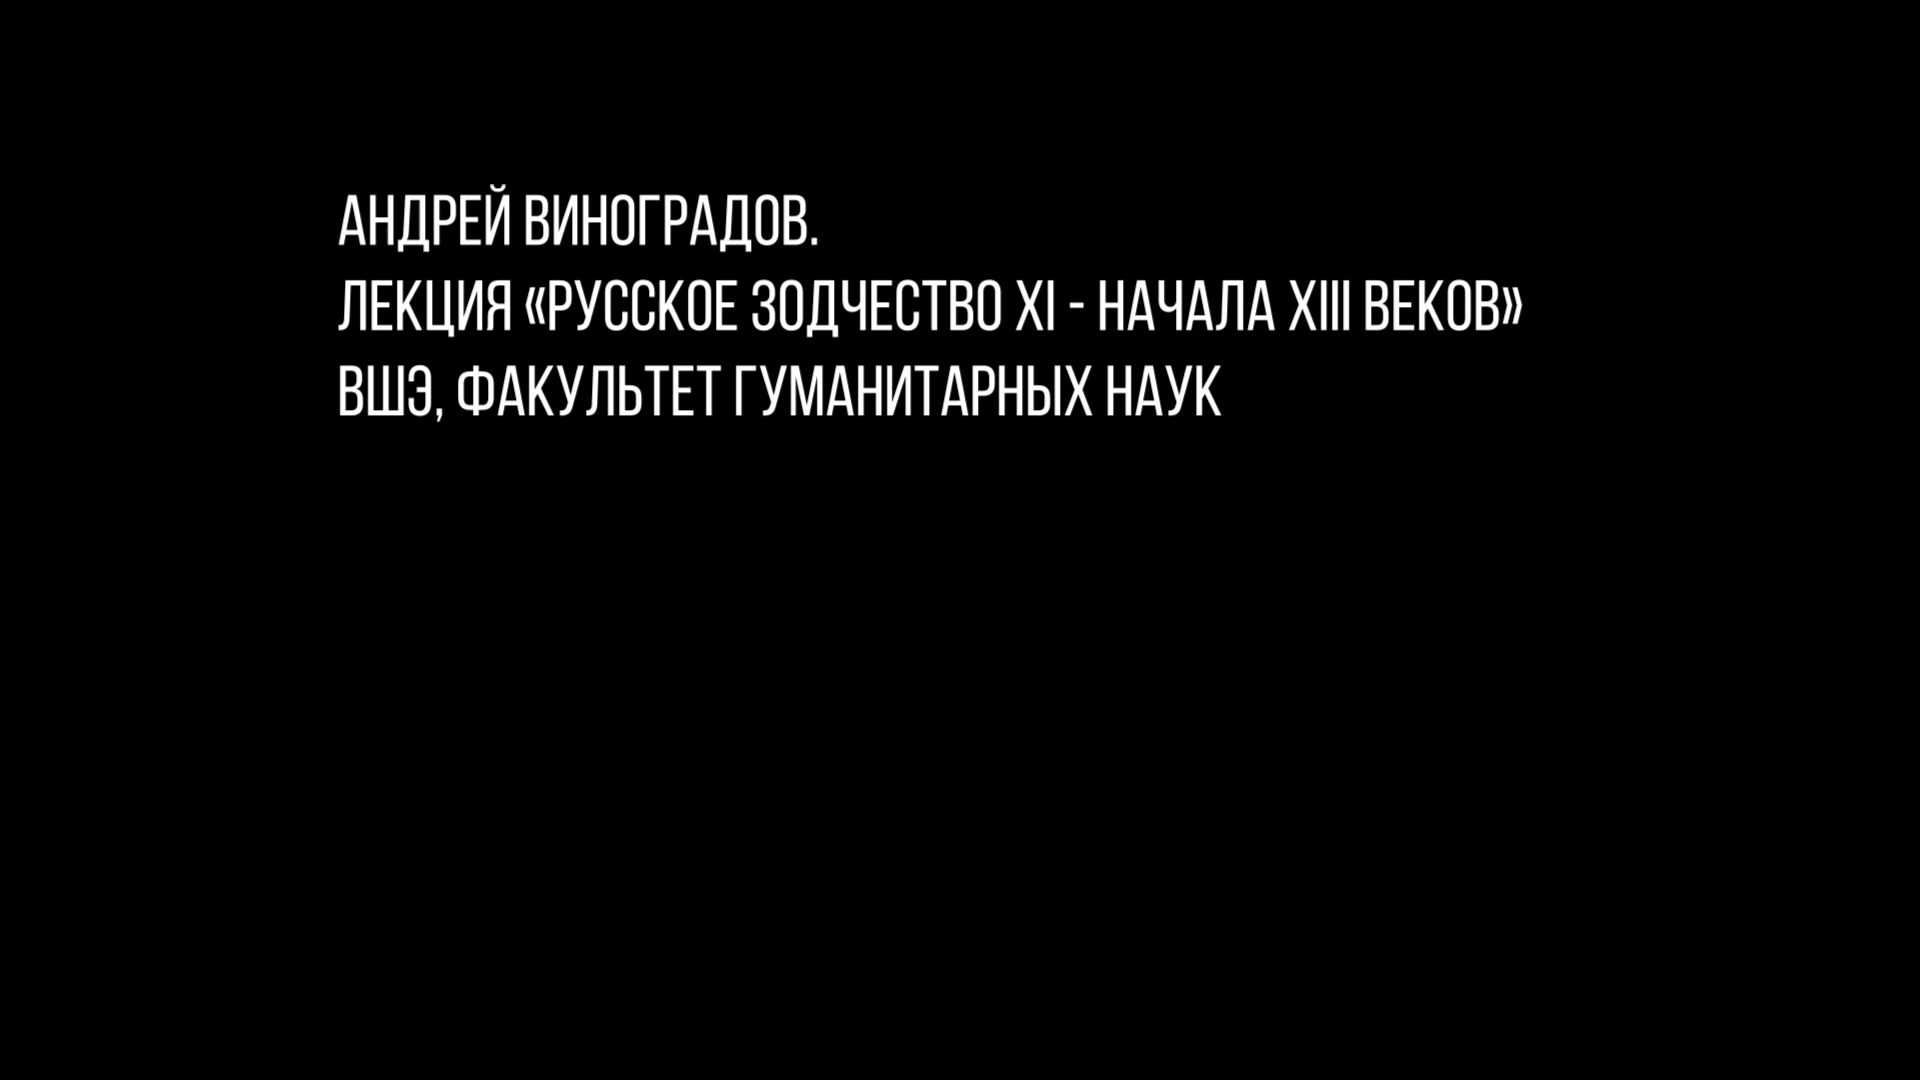 АНДРЕЙ ВИНОГРАДОВ.
ЛЕКЦИЯ «РУССКОЕ ЗОДЧЕСТВО XI - НАЧАЛА XIII ВЕКОВ»
ВШЭ, ФАКУЛЬТЕТ ГУМАНИТАРНЫХ НАУК